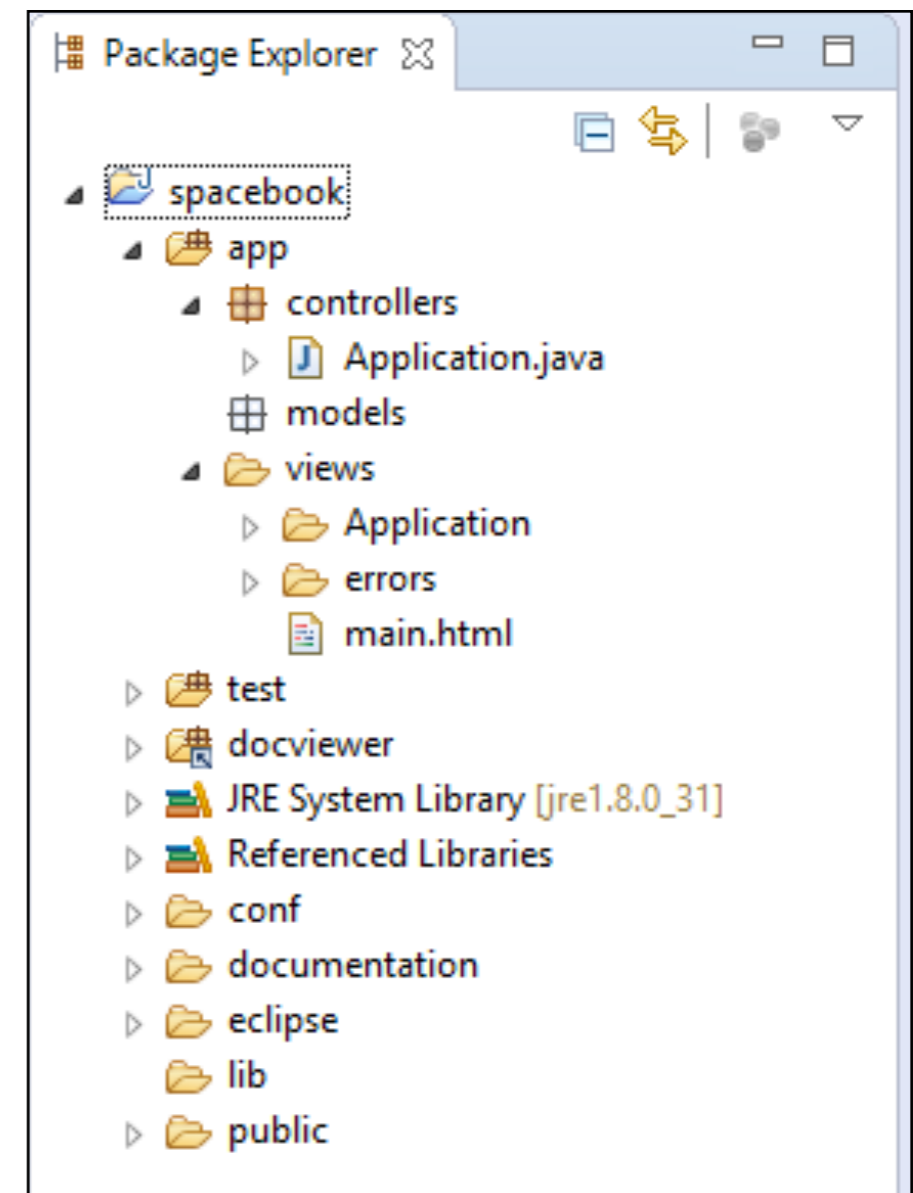 Package Explorer
spacebook
app
controllers
Application.java
models
views
Application
errors
main.html
test
docviewer
JRE System Library [jre1.8.0_31]
Referenced Libraries
conf
documentation
eclipse
lib
public